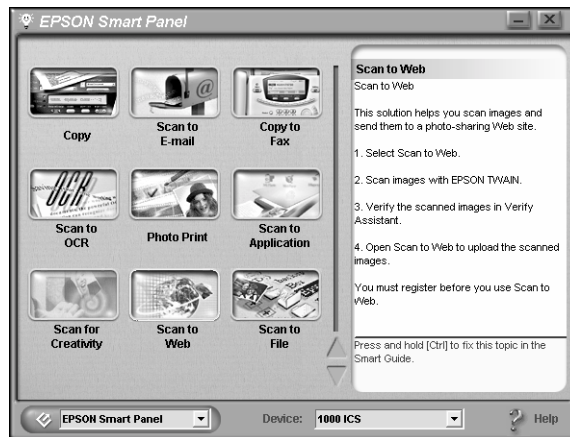 EPSON Smart Panel
Copy
Scan to
E-mail
Copy to
Fax
OCR
Scan to
OCR
Photo Print
Scan to
Application
Scan for
Creativity
Scan to
Web
Scan to
File
Scan to Web
Scan to Web
This solution helps you scan images and
send them to a photo-sharing Web site.
1. Select Scan to Web.
2. Scan images with EPSON TWAIN.
3. Verify the scanned images in Verify
Assistant.
4. Open Scan to Web to upload the scanned
images.
You must register before you use Scan to
Web.
Press and hold [Ctrl] to fix this topic in the
Smart Guide.
EPSON Smart Panel
Device:
1000 ICS
Help